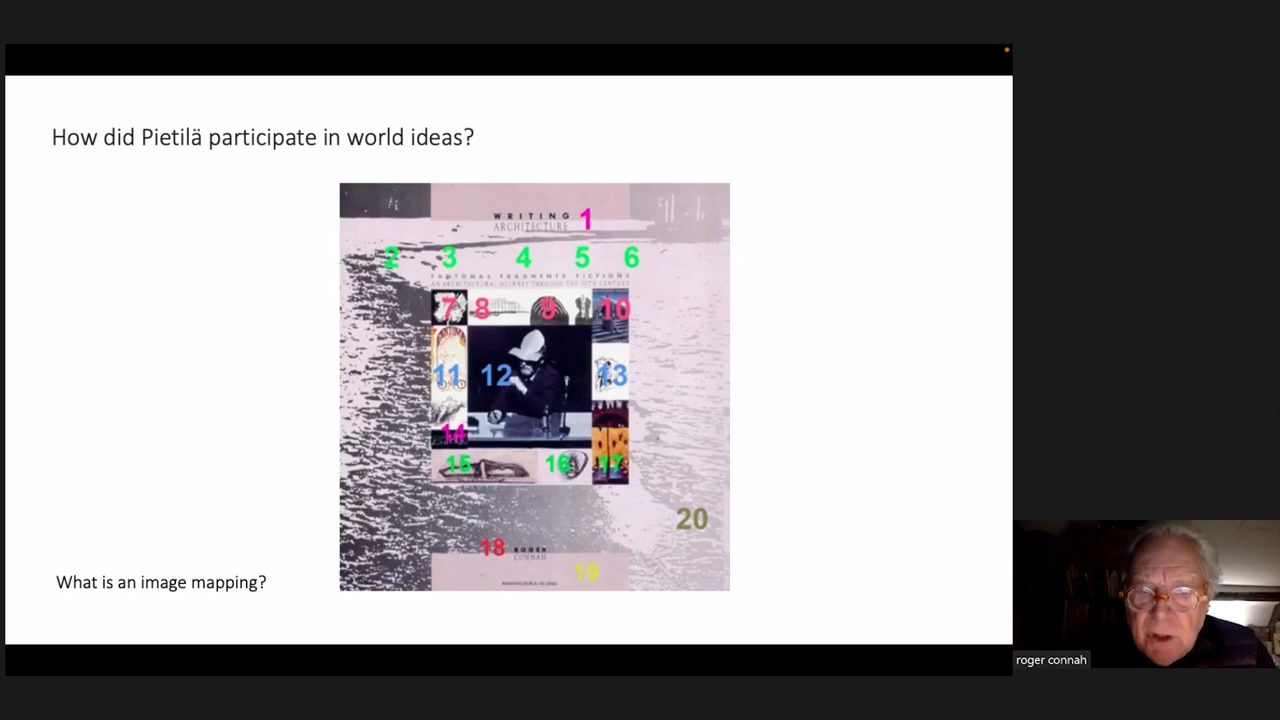 How did Pietilä participate in world ideas?
WRITING 1
ARCHITECTURE
2 3 4 5 6
FANTOMAS FRAGMENTS FICTIONS
AN ARCHITECTURAL JOURNEY THROUGH THE 20TH CENTURY
7 8 9 10
11 12 13
14
15 16 17
20
18 ROGER
CONNAH
19
What is an image mapping?
roger connah